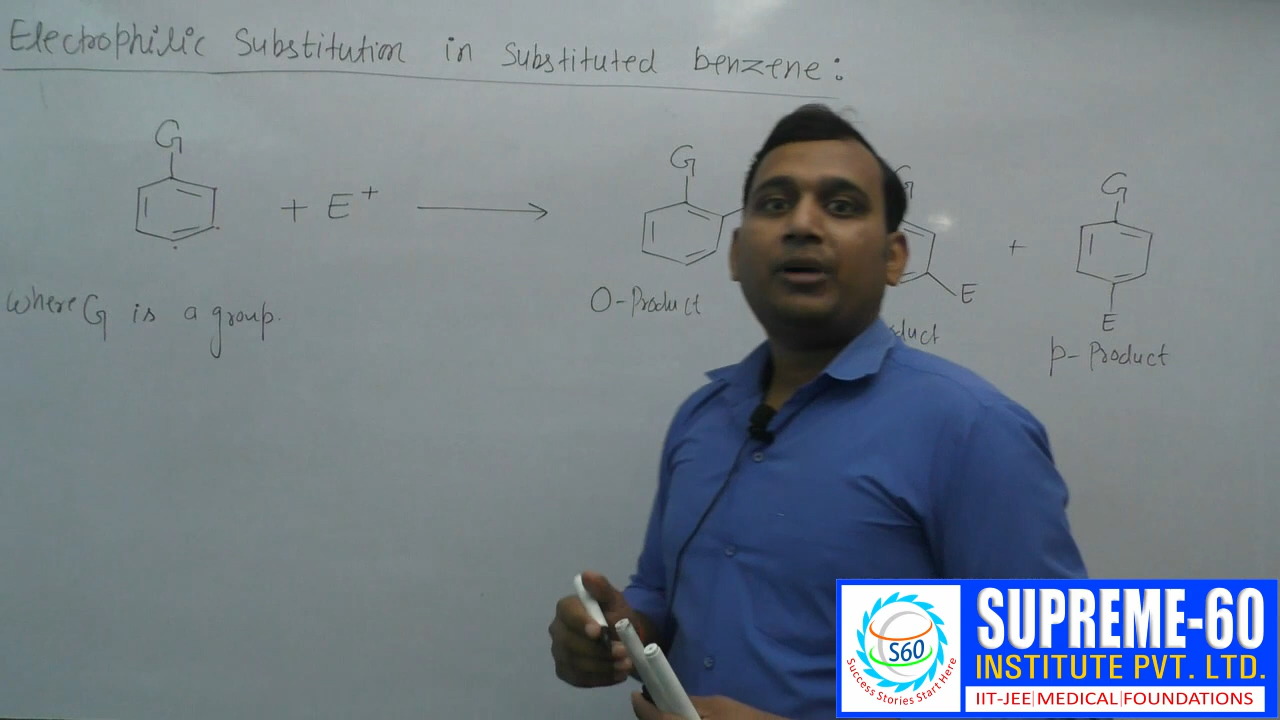 Electrophilic Substitution in Substituted benzene:
G
+ E+
G
G
E
+
G
E
where G is a group.
O-Product
duct
p-Product
SUPREME-60
INSTITUTE PVT. LTD.
IIT-JEE|MEDICAL|FOUNDATIONS
S60
Success Stories Start Here